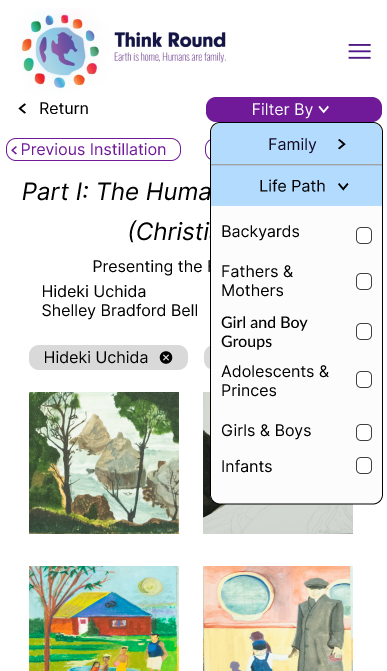 Think Round
Earth is home, Humans are family.
Return
Filter By
Previous Instillation
Family
Life Path
Part I: The Huma
(Christi
Presenting the
Hideki Uchida
Shelley Bradford Bell
Backyards
Fathers &
Mothers
Girl and Boy
Groups
Adolescents &
Princes
Girls & Boys
Infants
Hideki Uchida